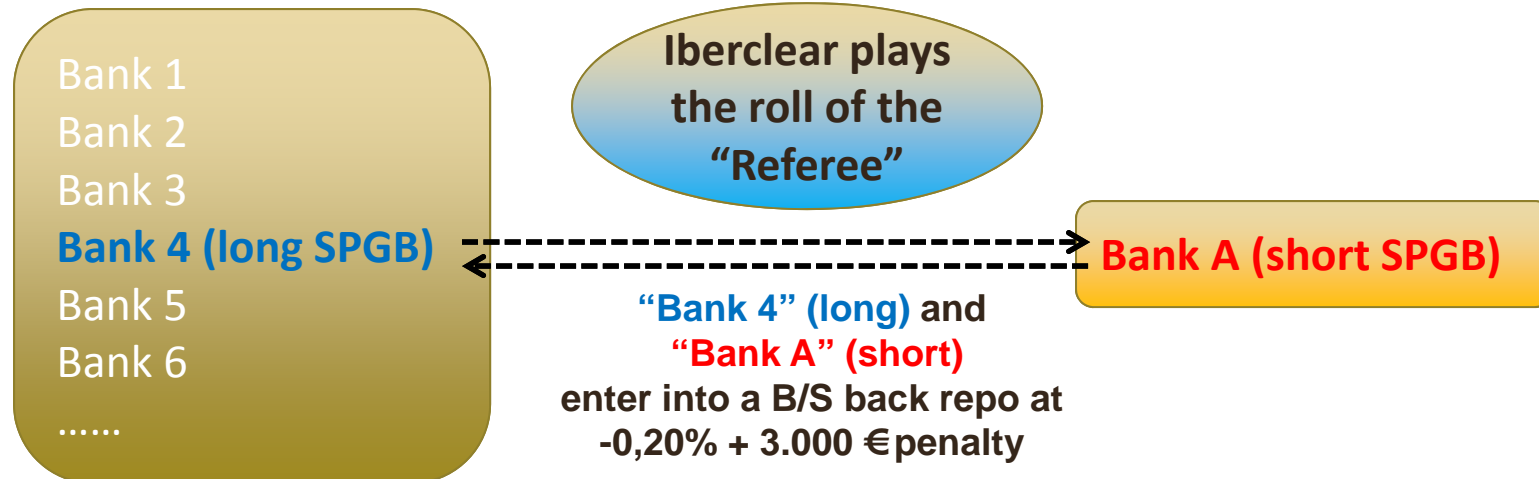 Bank 1
Bank 2
Bank 3
Bank 4 (long SPGB)
Bank 5
Bank 6
……
Iberclear plays
the roll of the
“Referee”
“Bank 4” (long) and
“Bank A” (short)
enter into a B/S back repo at
-0,20% + 3.000 € penalty
Bank A (short SPGB)